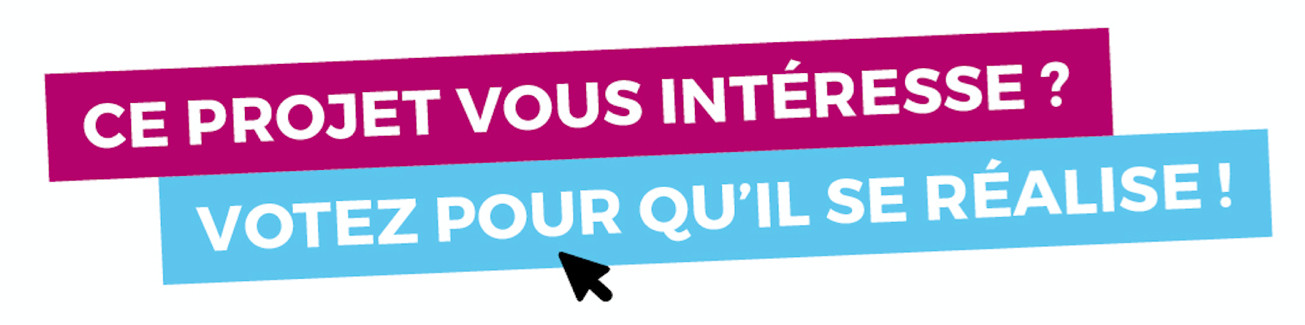 CE PROJET VOUS INTÉRESSE ?
VOTEZ POUR QU’IL SE RÉALISE !